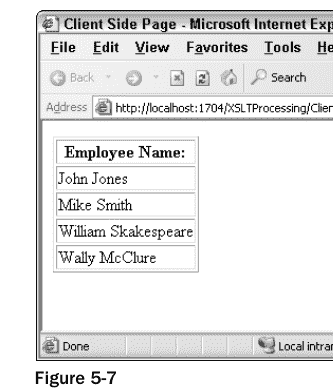 Client Side Page - Microsoft Internet Exp
File Edit View Favorites Tools He
Back Search
Address http://localhost:1704/XSLTProcessing/Clien
Employee Name:
John Jones
Mike Smith
William Skakespeare
Wally McClure
Done Local intran
Figure 5-7